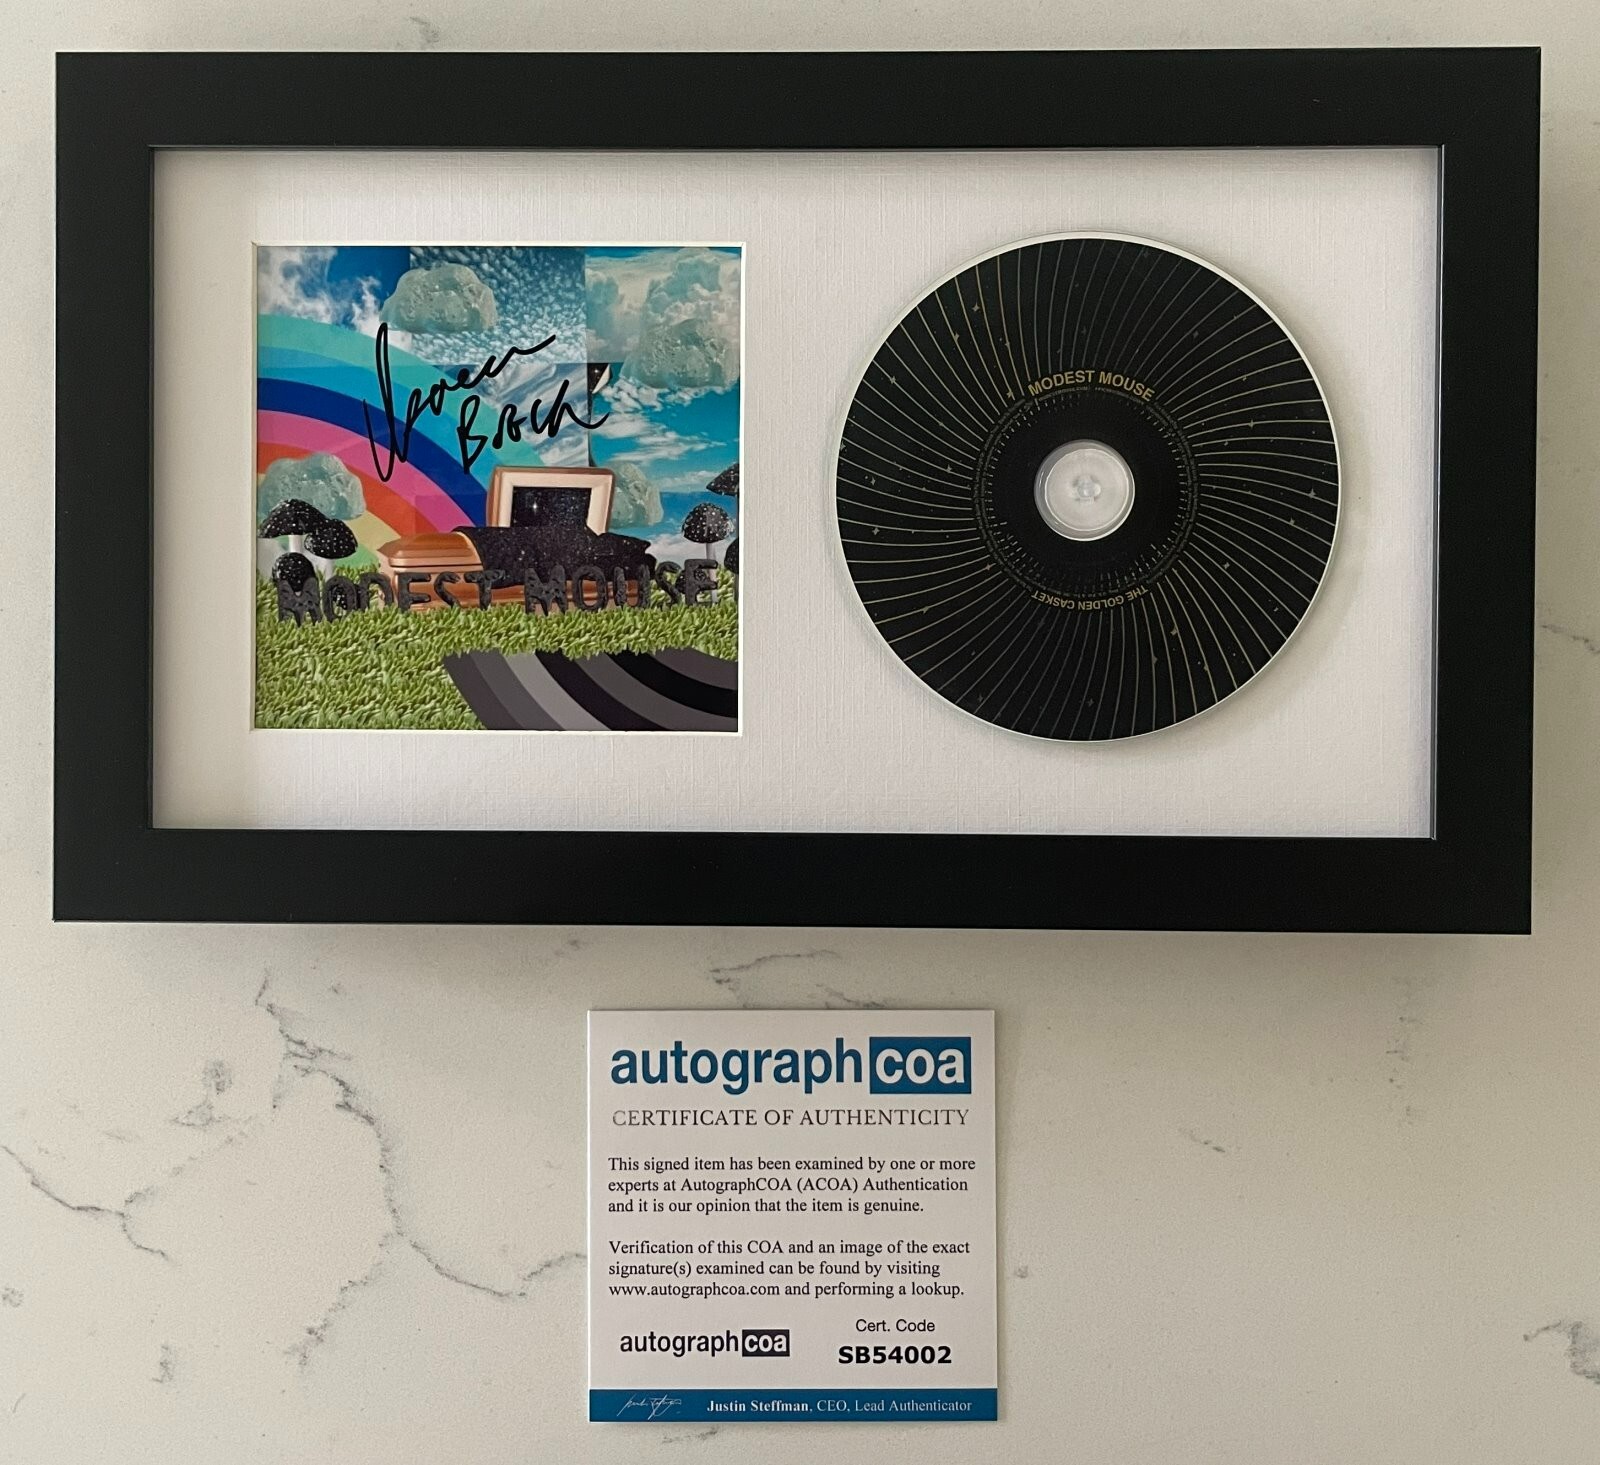 Isaac
Brock
MODEST MOUSE
MODEST MOUSE
THE GOLDEN CASKET
autographcoa
CERTIFICATE OF AUTHENTICITY
This signed item has been examined by one or more
experts at AutographCOA (ACOA) Authentication
and it is our opinion that the item is genuine.
Verification of this COA and an image of the exact
signature(s) examined can be found by visiting
www.autographcoa.com and performing a lookup.
autographcoa
Cert. Code
SB54002
Justin Steffman, CEO, Lead Authenticator